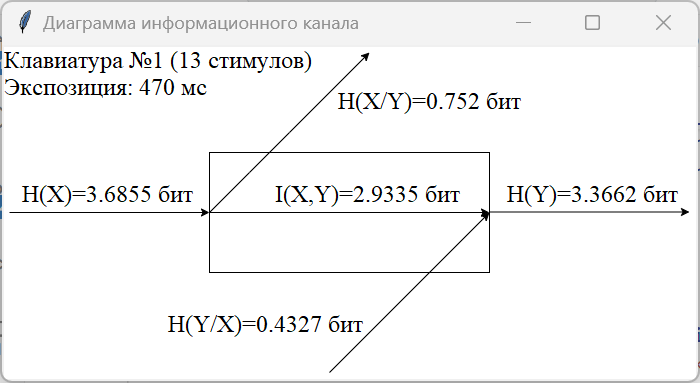 Диаграмма информационного канала
Клавиатура №1 (13 стимулов)
Экспозиция: 470 мс
H(X/Y)=0.752 бит
H(X)=3.6855 бит
I(X,Y)=2.9335 бит
H(Y)=3.3662 бит
H(Y/X)=0.4327 бит